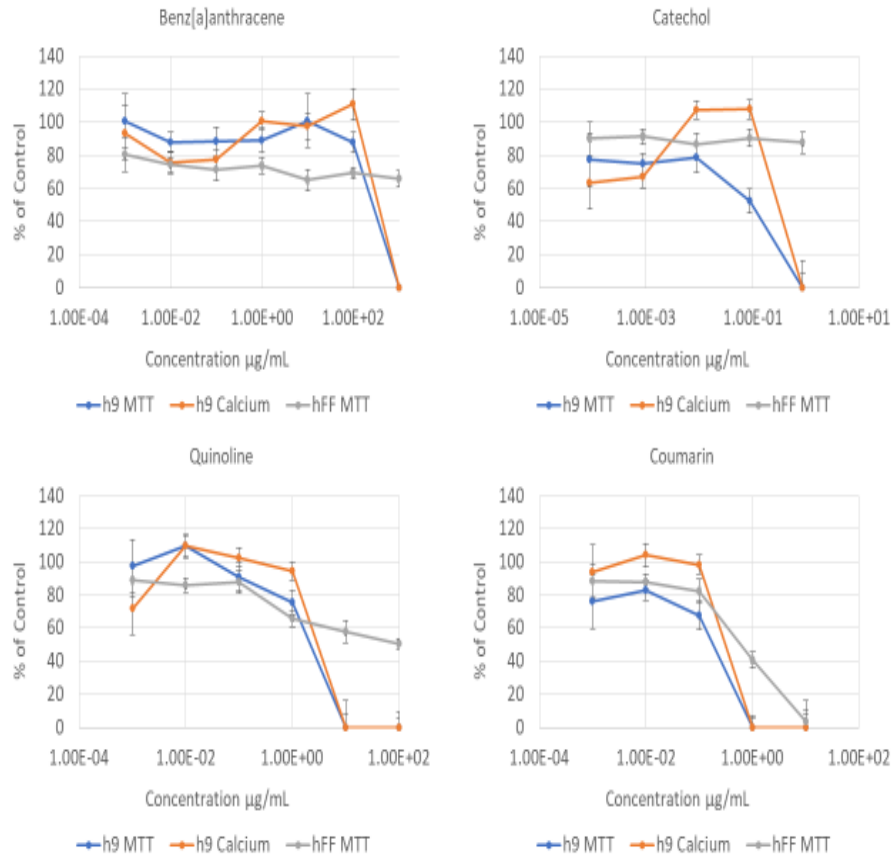 Benz[a]anthracene
% of Control
140
120
100
80
60
40
20
0
1.00E-04 1.00E-02 1.00E+00 1.00E+02
Concentration µg/mL
h9 MTT h9 Calcium hFF MTT
Catechol
% of Control
140
120
100
80
60
40
20
0
1.00E-05 1.00E-03 1.00E-01 1.00E+01
Concentration µg/mL
h9 MTT h9 Calcium hFF MTT
Quinoline
% of Control
140
120
100
80
60
40
20
0
1.00E-04 1.00E-02 1.00E+00 1.00E+02
Concentration µg/mL
h9 MTT h9 Calcium hFF MTT
Coumarin
% of Control
140
120
100
80
60
40
20
0
1.00E-04 1.00E-02 1.00E+00 1.00E+02
Concentration µg/mL
h9 MTT h9 Calcium hFF MTT